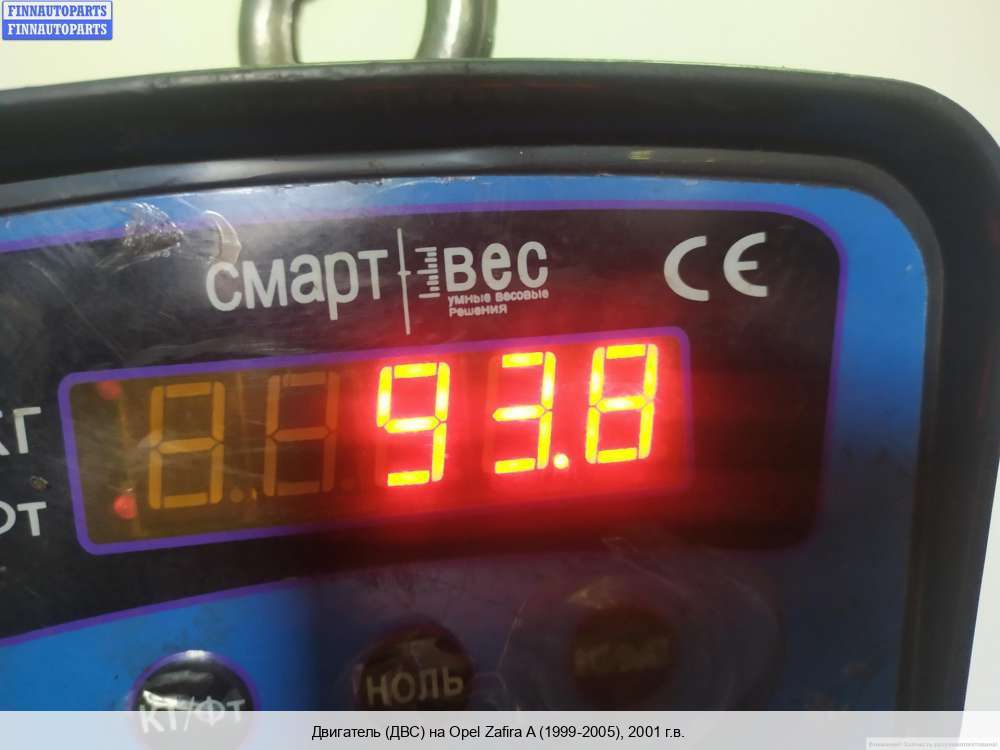 FINNAUTOPARTS
FINNAUTOPARTS
смарт вес
CE
умные весовые
Решения
93.8
КГ
ФТ
КГ/ФТ
НОЛЬ
Двигатель (ДВС) на Opel Zafira A (1999-2005), 2001 г.в.